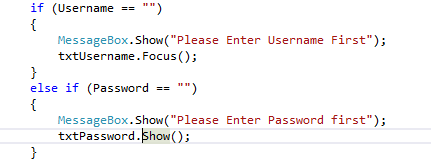 if (Username == "")
{
MessageBox.Show("Please Enter Username First");
txtUsername.Focus();
}
else if (Password == "")
{
MessageBox.Show("Please Enter Password first");
txtPassword.Show();
}